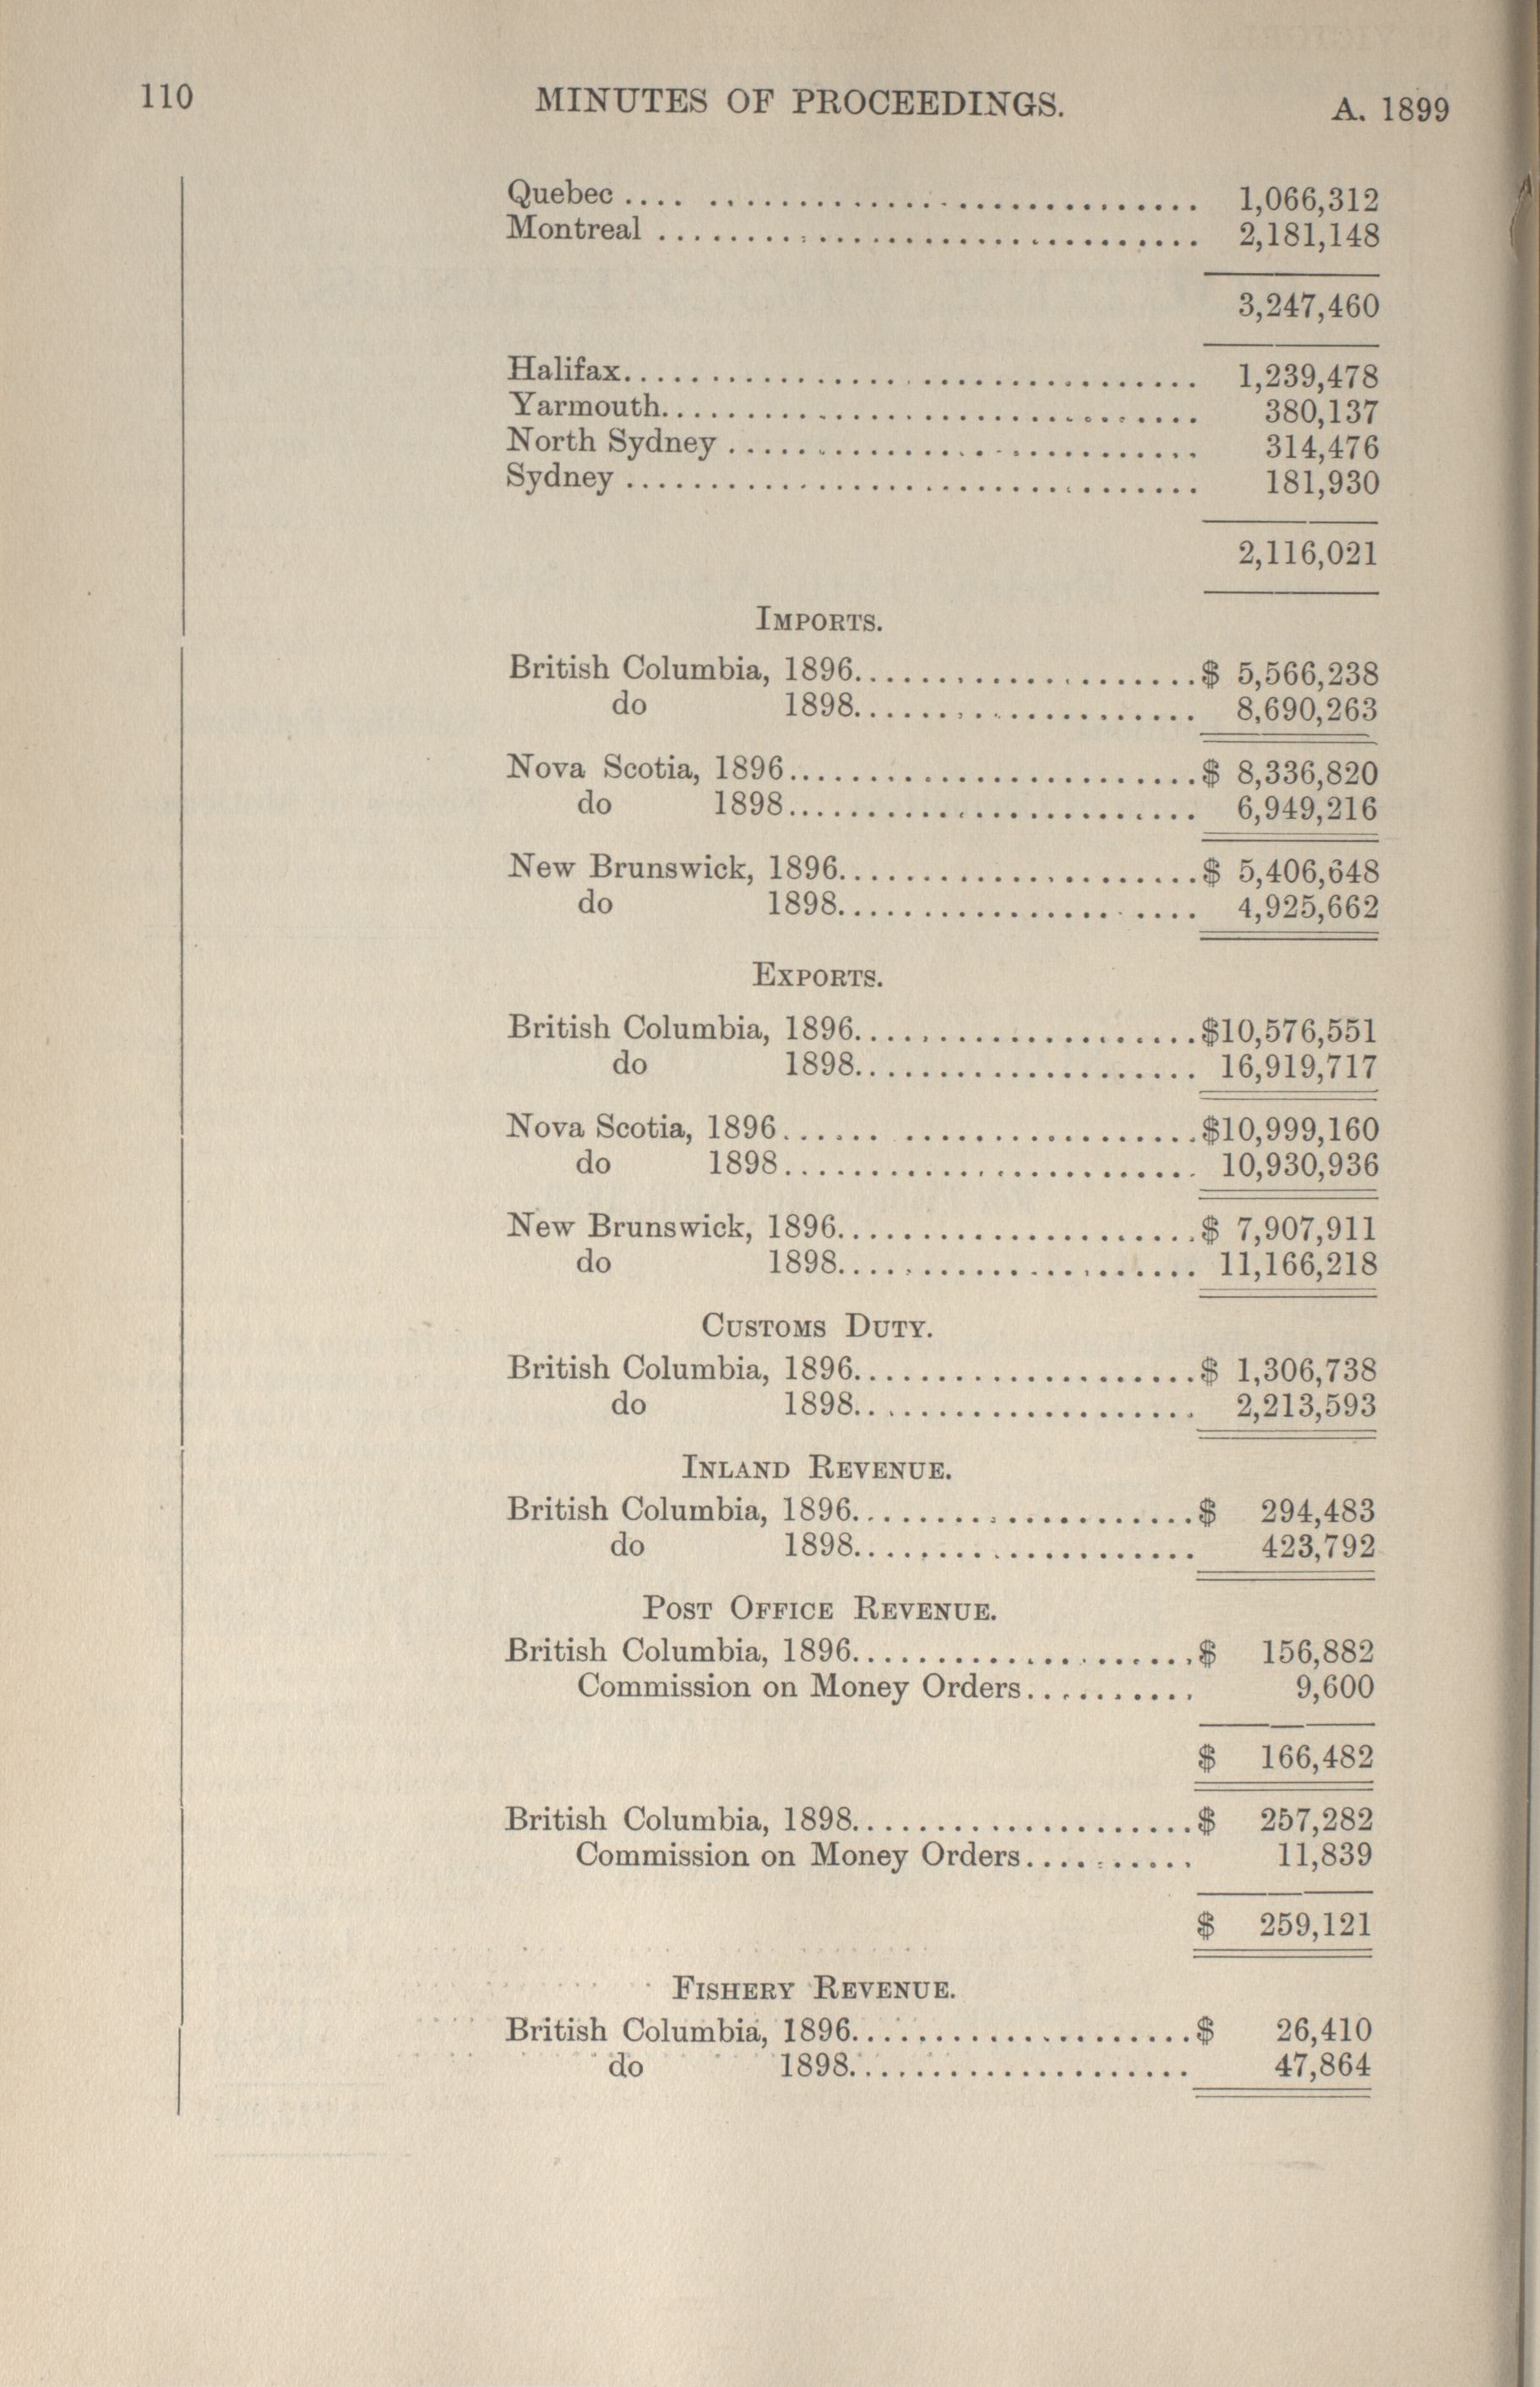 110 MINUTES OF PROCEEDINGS. A. 1899
Quebec .... ............................ 1,066,312
Montreal ............................... 2,181,148
3,247,460
Halifax................................. 1,239,478
Yarmouth............................... 380,137
North Sydney ........................... 314,476
Sydney ................................. 181,930
2,116,021
IMPORTS.
British Columbia, 1896....................$ 5,566,238
do 1898.................... 8,690,263
Nova Scotia, 1896........................$ 8,336,820
do 1898........................ 6,949,216
New Brunswick, 1896.....................$ 5,406,648
do 1898..................... 4,925,662
EXPORTS.
British Columbia, 1896....................$10,576,551
do 1898.................... 16,919,717
Nova Scotia, 1896...... .................$10,999,160
do 1898........................ 10,930,936
New Brunswick, 1896.....................$ 7,907,911
do 1898..................... 11,166,218
CUSTOMS DUTY.
British Columbia, 1896....................$ 1,306,738
do 1898.................... 2,213,593
INLAND REVENUE.
British Columbia, 1896....................$ 294,483
do 1898.................... 423,792
POST OFFICE REVENUE.
British Columbia, 1896....................$ 156,882
Commission on Money Orders.......... 9,600
$ 166,482
British Columbia, 1898....................$ 257,282
Commission on Money Orders.......... 11,839
$ 259,121
FISHERY REVENUE.
British Columbia, 1896....................$ 26,410
do 1898.................... 47,864